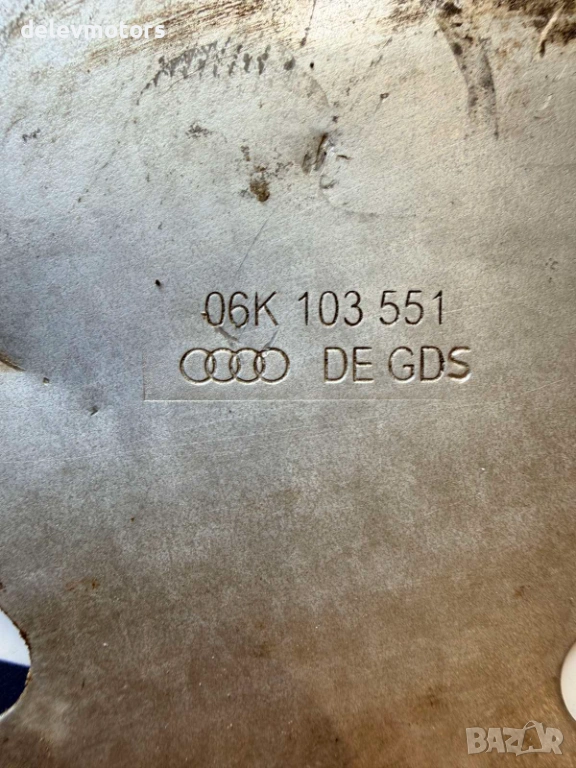 delevmotors
06K 103 551
DE GDS
BAZAR